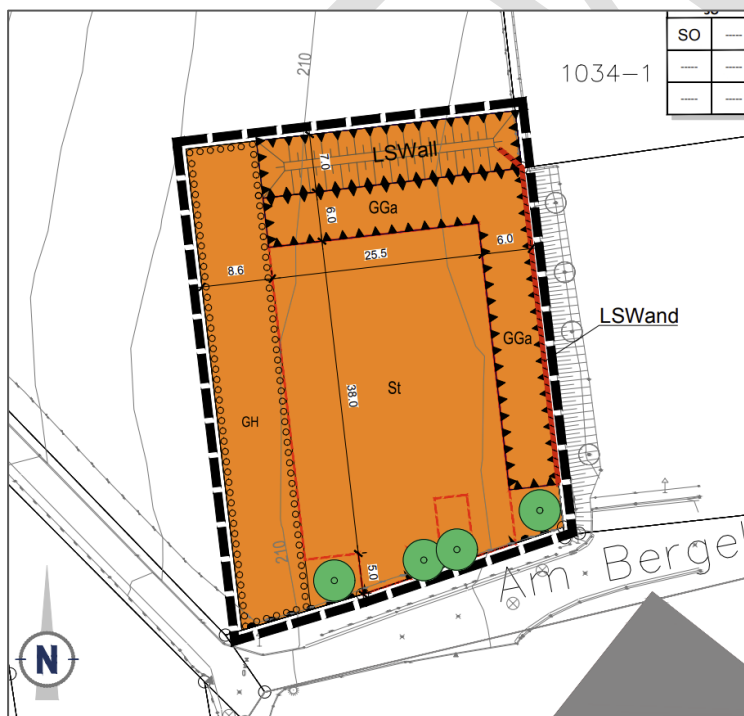 210
1034-1
SO -----
----- -----
----- -----
LSWall
7.0
6.0
GGa
8.6
25.5
6.0
LSWand
GGa
38.0
St
GH
210
5.0
Am Bergel
N